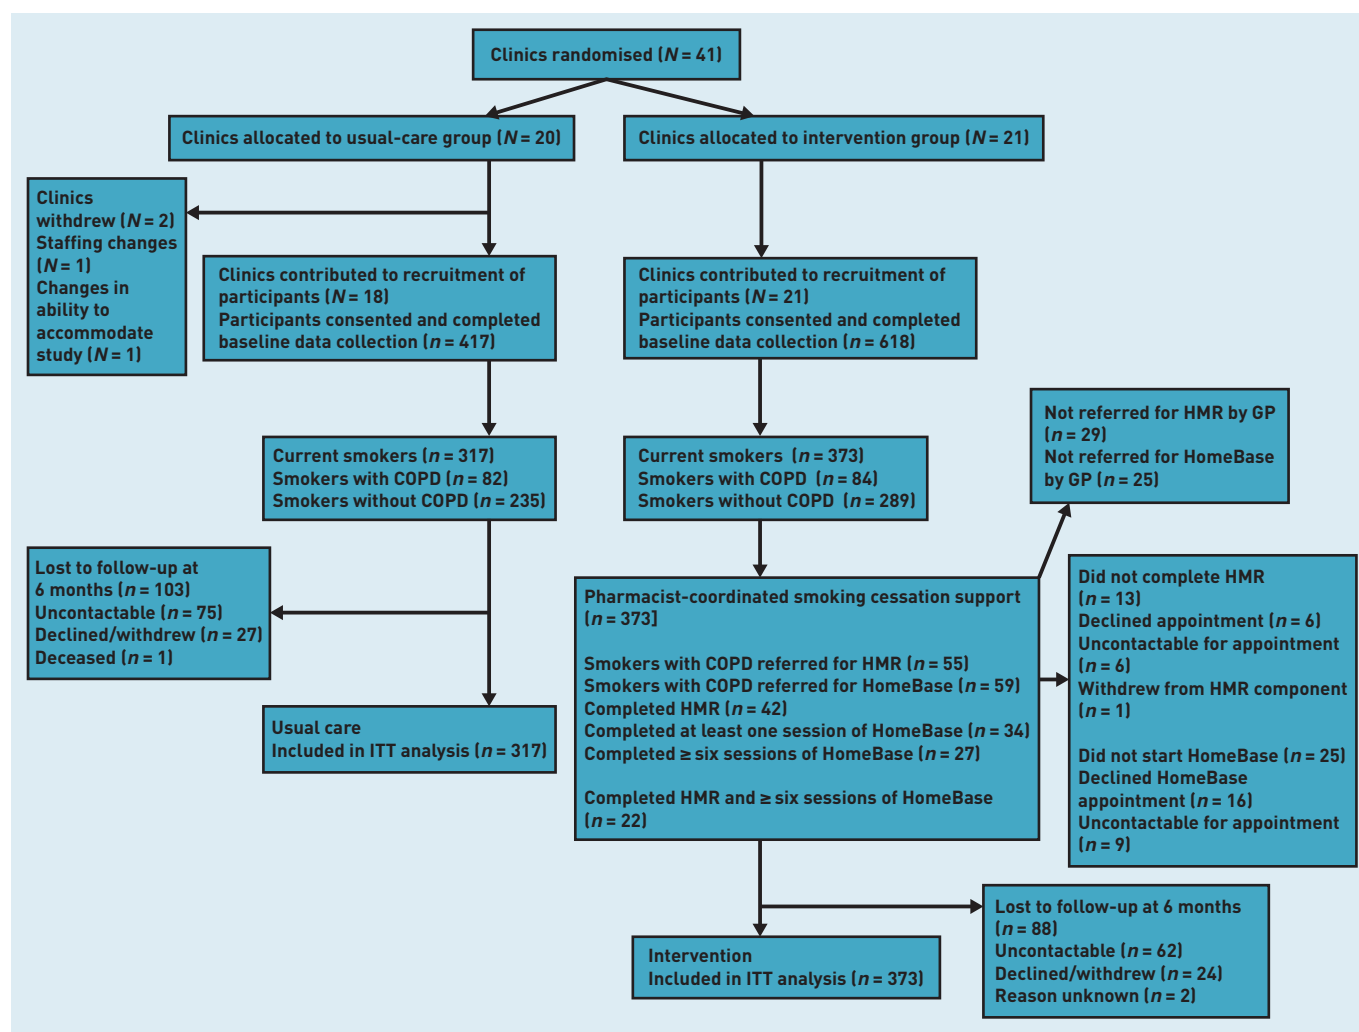 Clinics randomised (N = 41)
Clinics allocated to usual-care group (N = 20)
Clinics allocated to intervention group (N = 21)
Clinics
withdrew (N = 2)
Staffing changes
(N = 1)
Changes in
ability to
accommodate
study (N = 1)
Clinics contributed to recruitment of
participants (N = 18)
Participants consented and completed
baseline data collection (n = 417)
Clinics contributed to recruitment of
participants (N = 21)
Participants consented and completed
baseline data collection (n = 618)
Current smokers (n = 317)
Smokers with COPD (n = 82)
Smokers without COPD (n = 235)
Current smokers (n = 373)
Smokers with COPD (n = 84)
Smokers without COPD (n = 289)
Not referred for HMR by GP
(n = 29)
Not referred for HomeBase
by GP (n = 25)
Lost to follow-up at
6 months (n = 103)
Uncontactable (n = 75)
Declined/withdrew (n = 27)
Deceased (n = 1)
Pharmacist-coordinated smoking cessation support
(n = 373]
Smokers with COPD referred for HMR (n = 55)
Smokers with COPD referred for HomeBase (n = 59)
Completed HMR (n = 42)
Completed at least one session of HomeBase (n = 34)
Completed ≥ six sessions of HomeBase (n = 27)
Completed HMR and ≥ six sessions of HomeBase
(n = 22)
Did not complete HMR
(n = 13)
Declined appointment (n = 6)
Uncontactable for appointment
(n = 6)
Withdrew from HMR component
(n = 1)
Did not start HomeBase (n = 25)
Declined HomeBase
appointment (n = 16)
Uncontactable for appointment
(n = 9)
Usual care
Included in ITT analysis (n = 317)
Intervention
Included in ITT analysis (n = 373)
Lost to follow-up at 6 months
(n = 88)
Uncontactable (n = 62)
Declined/withdrew (n = 24)
Reason unknown (n = 2)